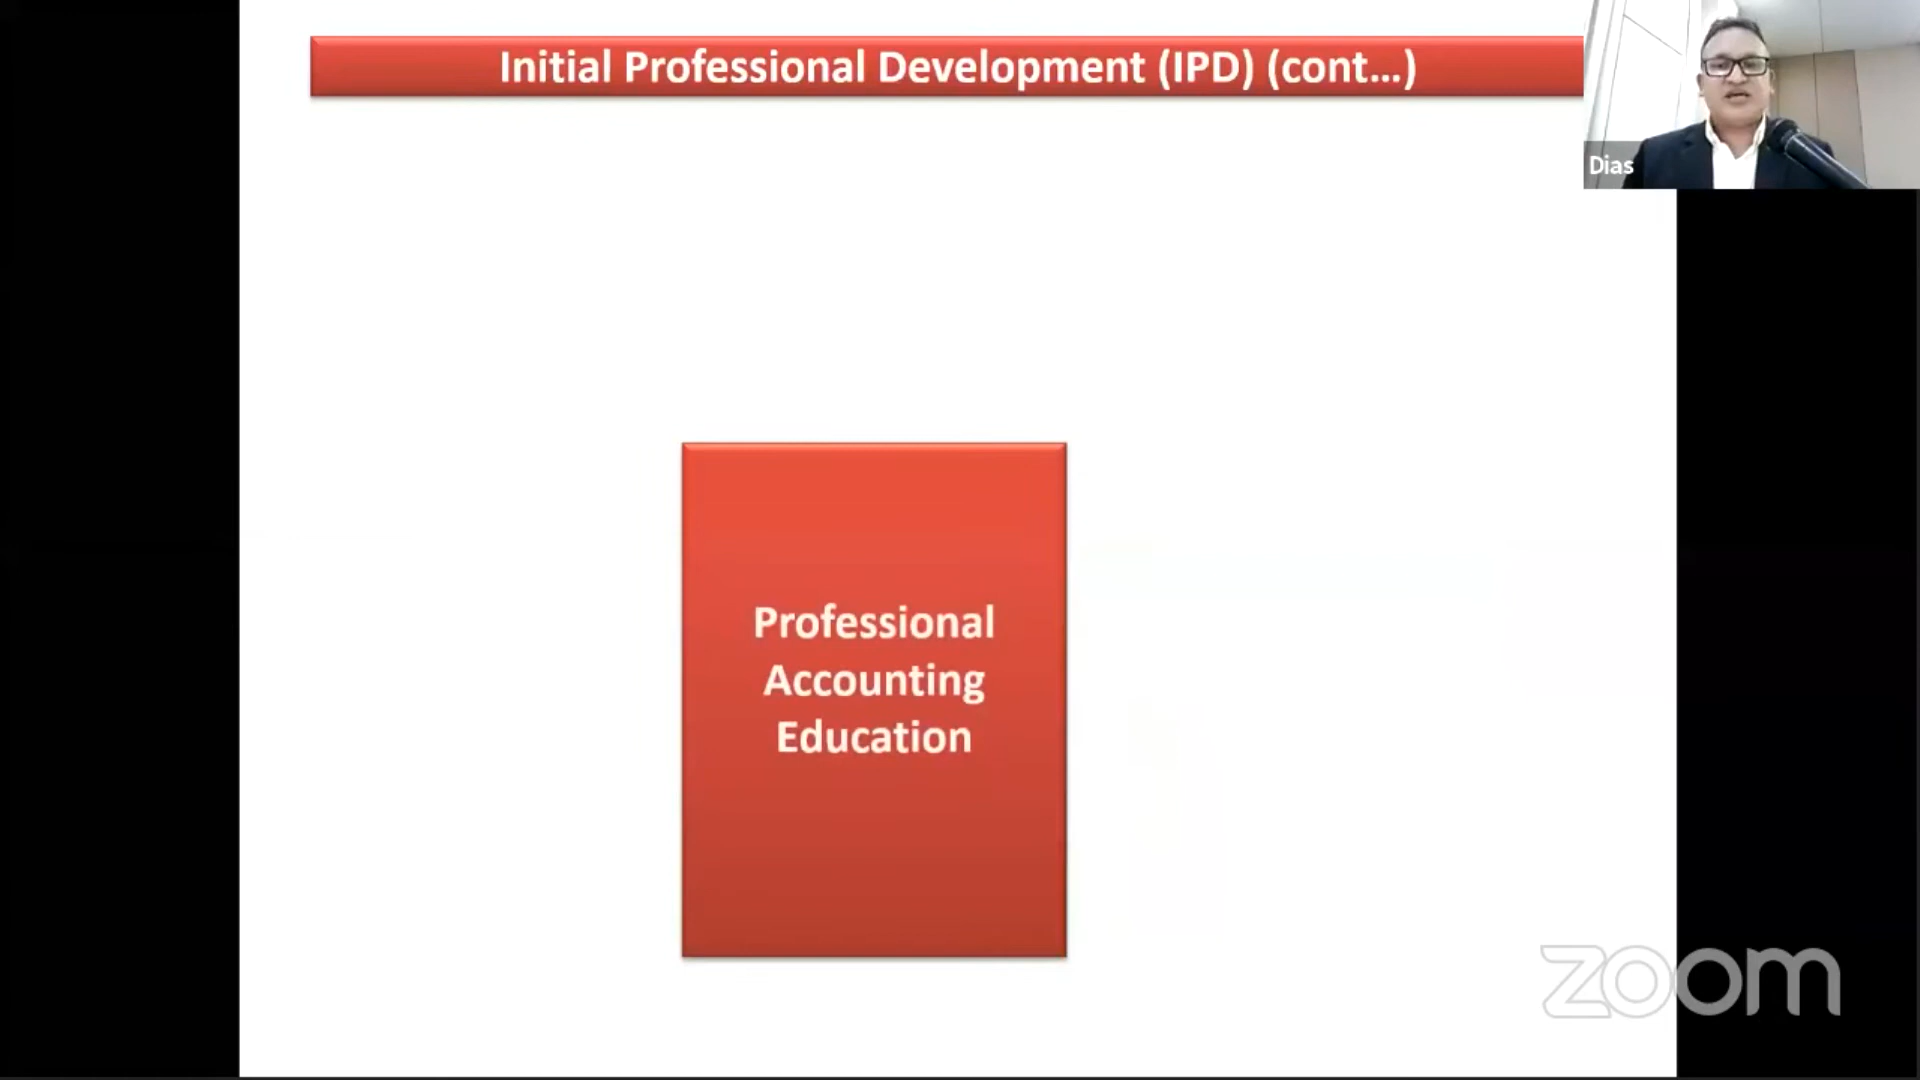 Initial Professional Development (IPD) (cont...)
Dias
Professional
Accounting
Education
zoom